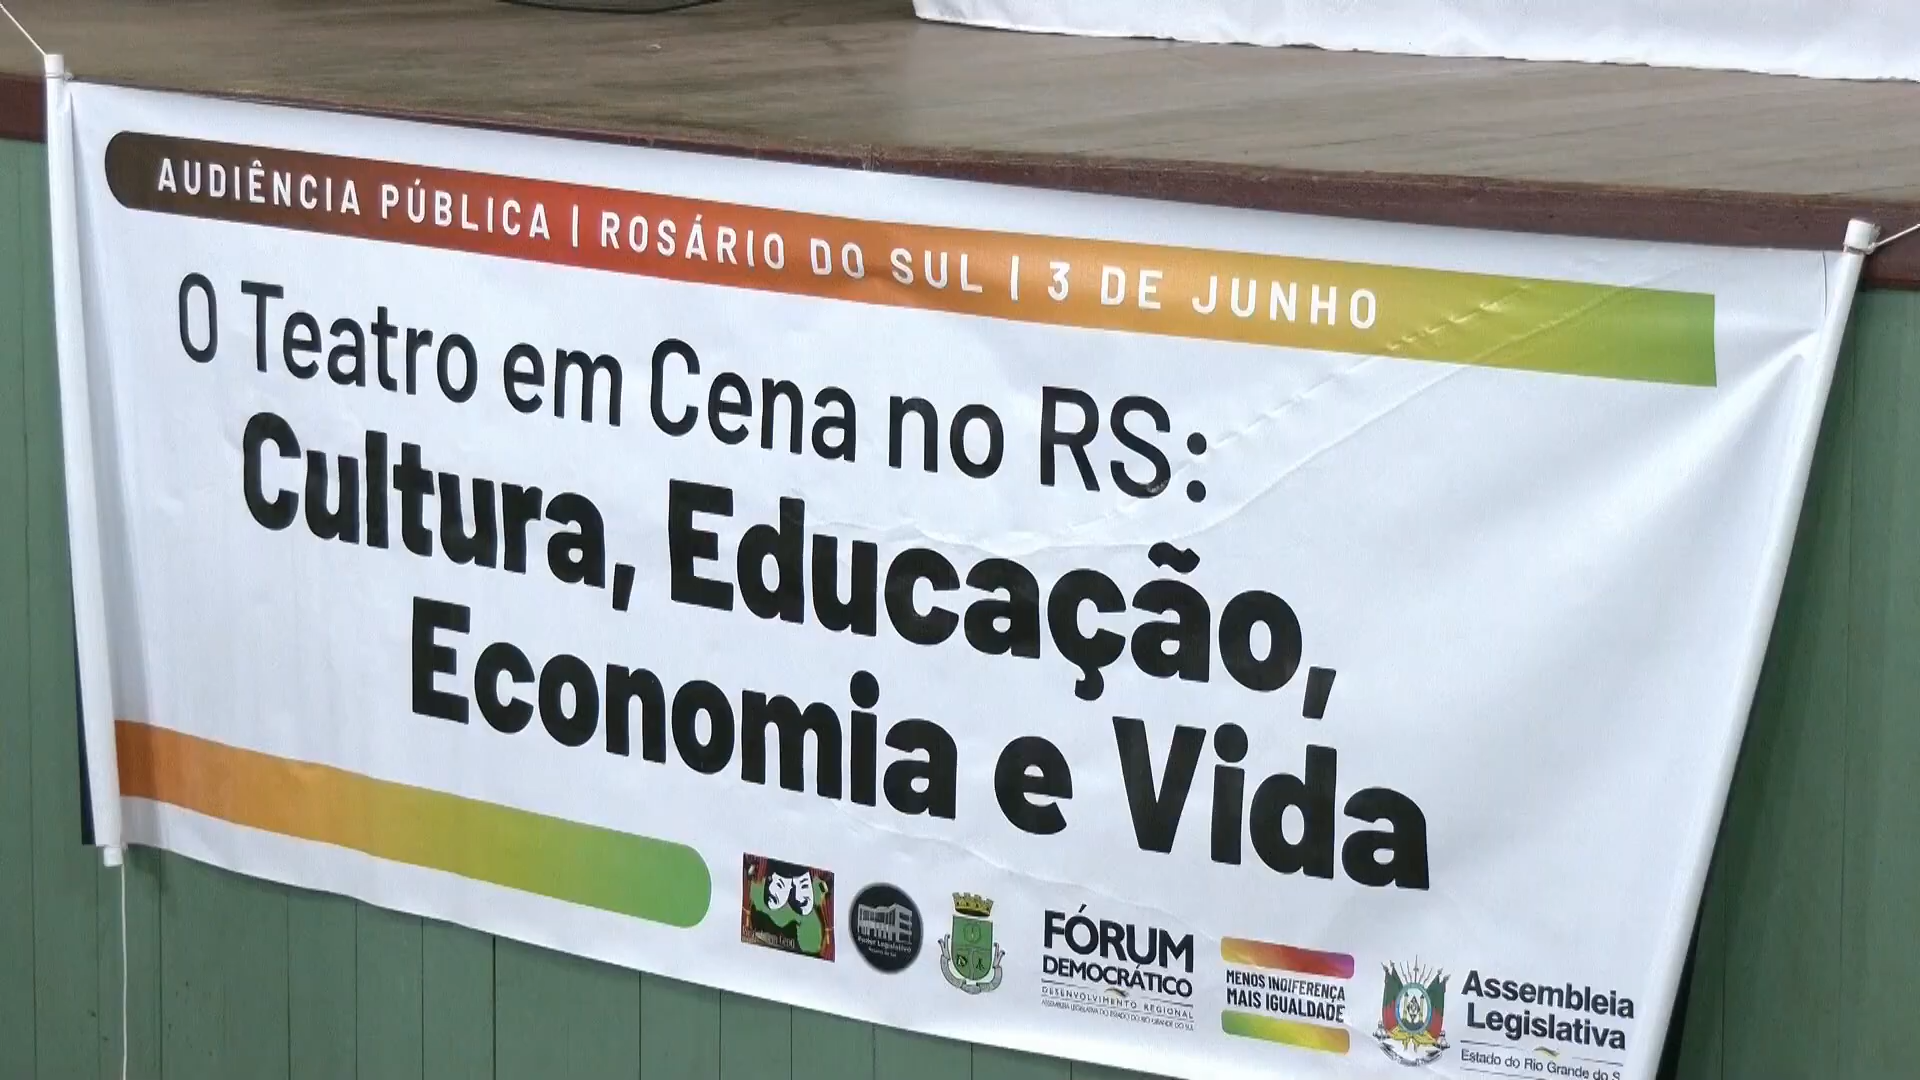 AUDIÊNCIA PÚBLICA | ROSÁRIO DO SUL | 3 DE JUNHO
O Teatro em Cena no RS:
Cultura, Educação,
Economia e Vida
FÓRUM
DEMOCRÁTICO
DESENVOLVIMENTO REGIONAL
ASSEMBLEIA LEGISLATIVA DO ESTADO DO RIO GRANDE DO SUL
MENOS INDIFERENÇA
MAIS IGUALDADE
Assembleia
Legislativa
Estado do Rio Grande do S
Poder Legislativo